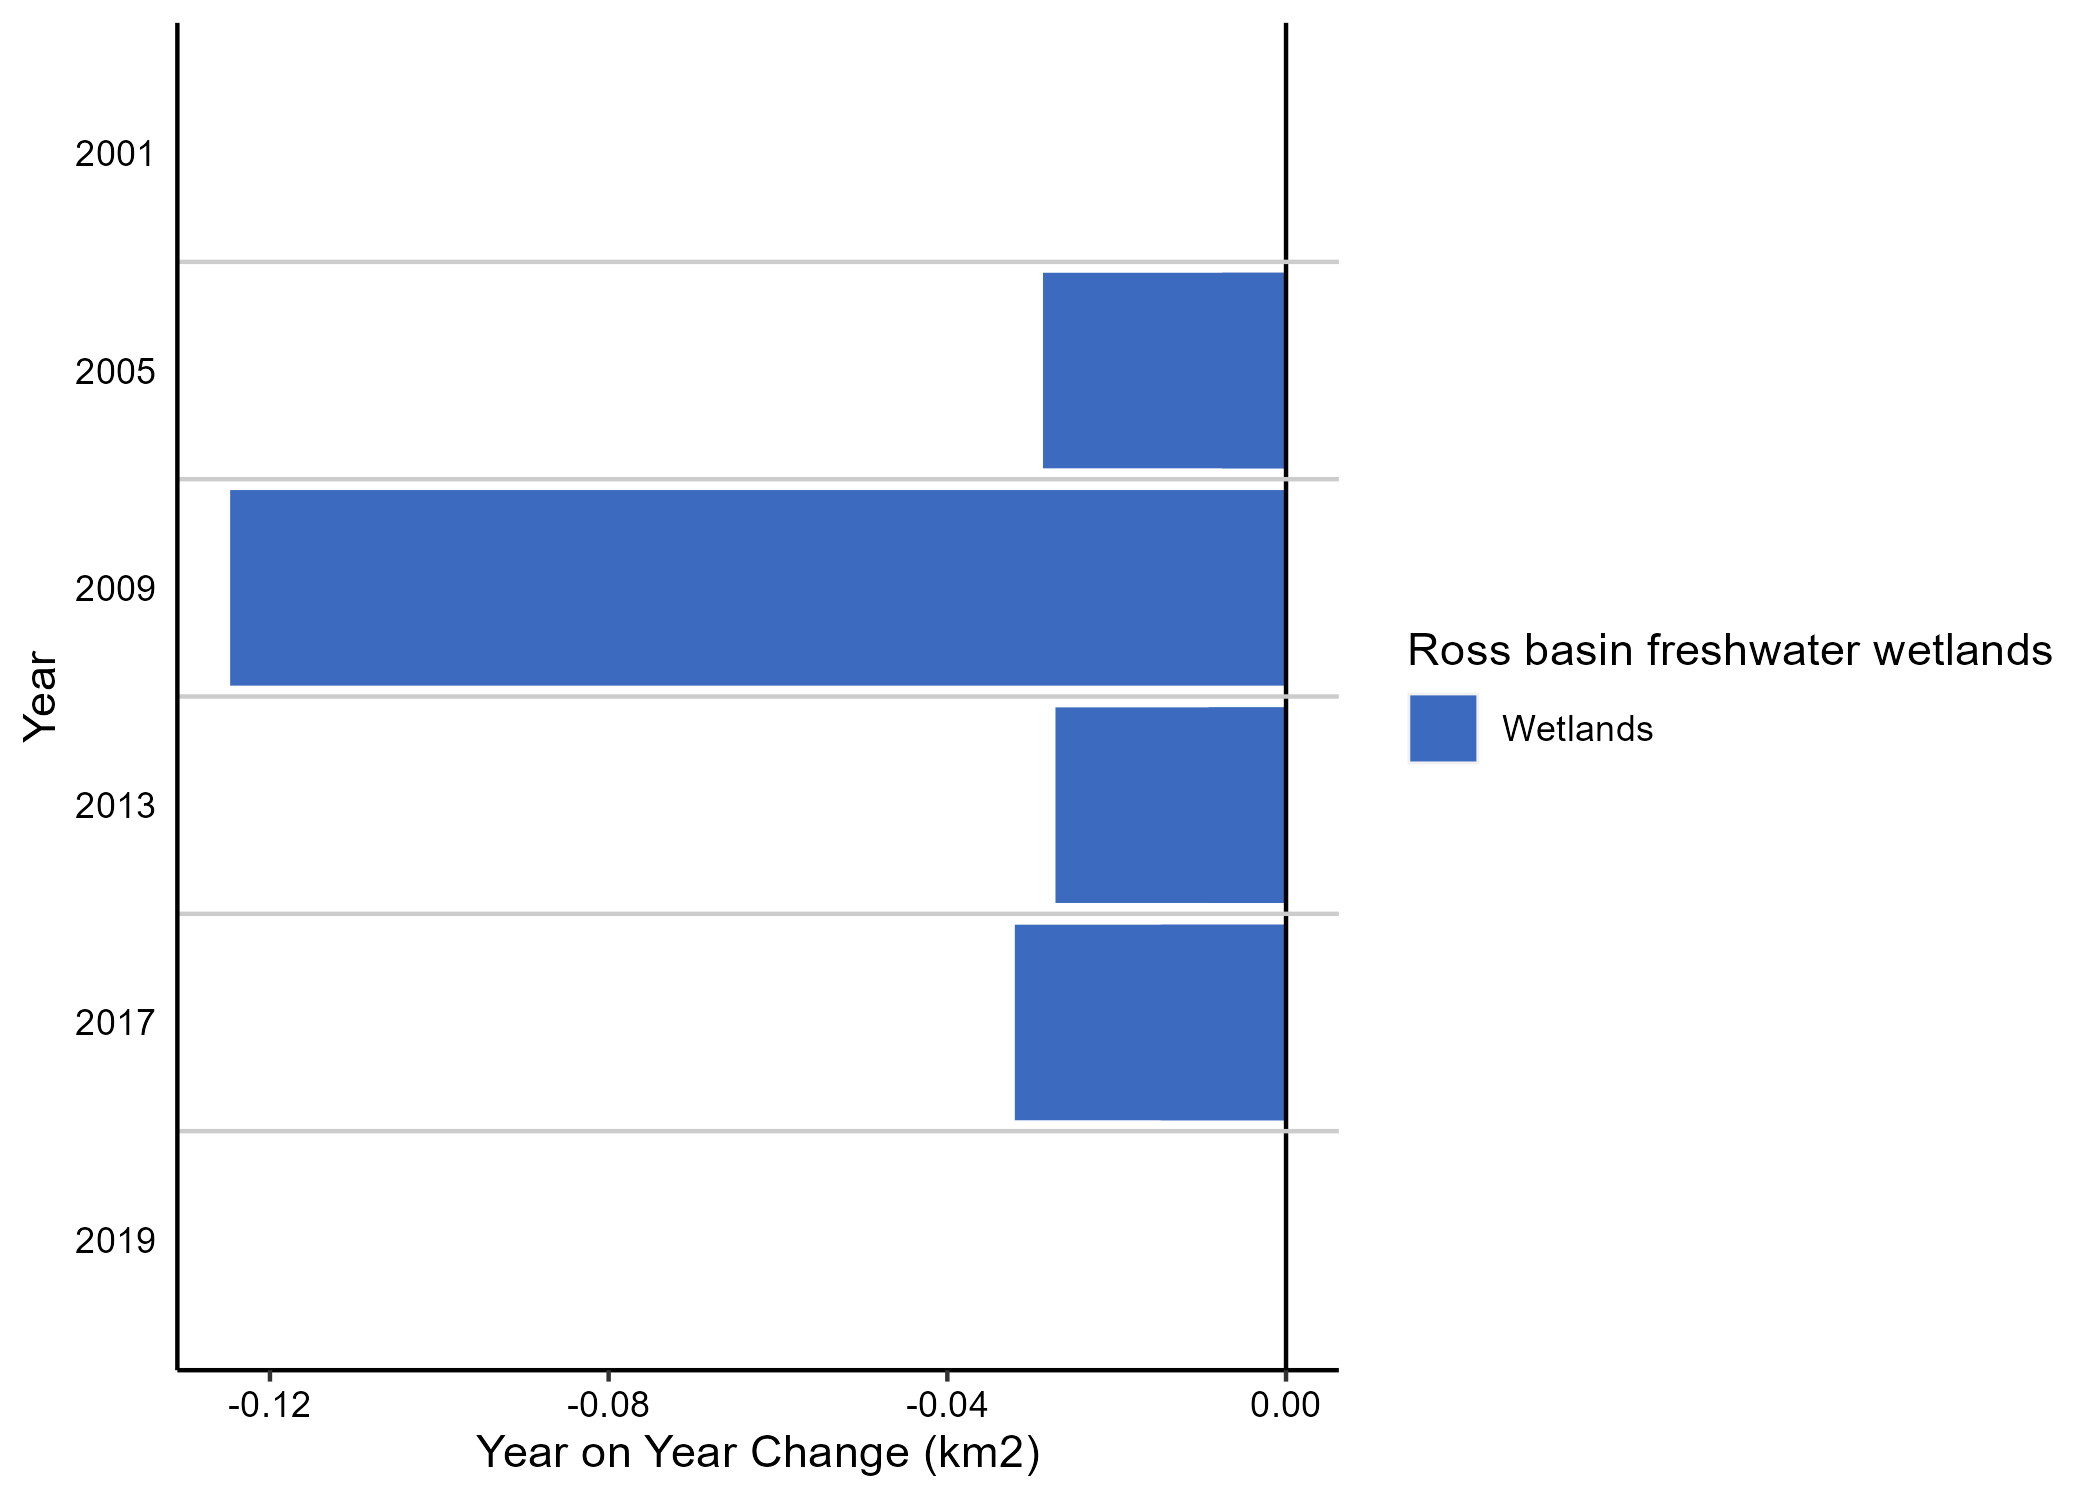 2001
2005
2009
2013
2017
2019
Year
-0.12
-0.08
-0.04
0.00
Year on Year Change (km2)
Ross basin freshwater wetlands
Wetlands